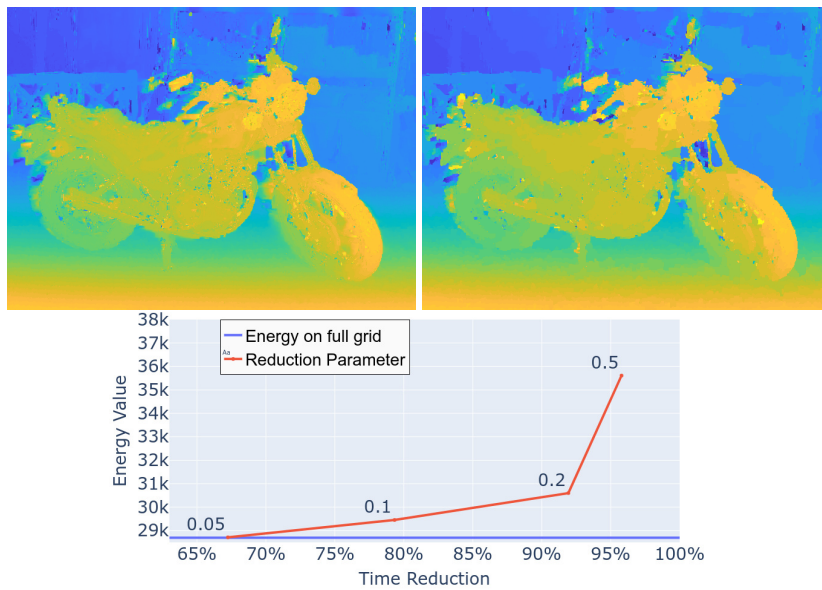 38k
Energy on full grid
37k
Aa
Reduction Parameter
36k
0.5
35k
34k
Energy Value
33k
32k
31k
0.2
30k
0.1
29k
0.05
65% 70% 75% 80% 85% 90% 95% 100%
Time Reduction